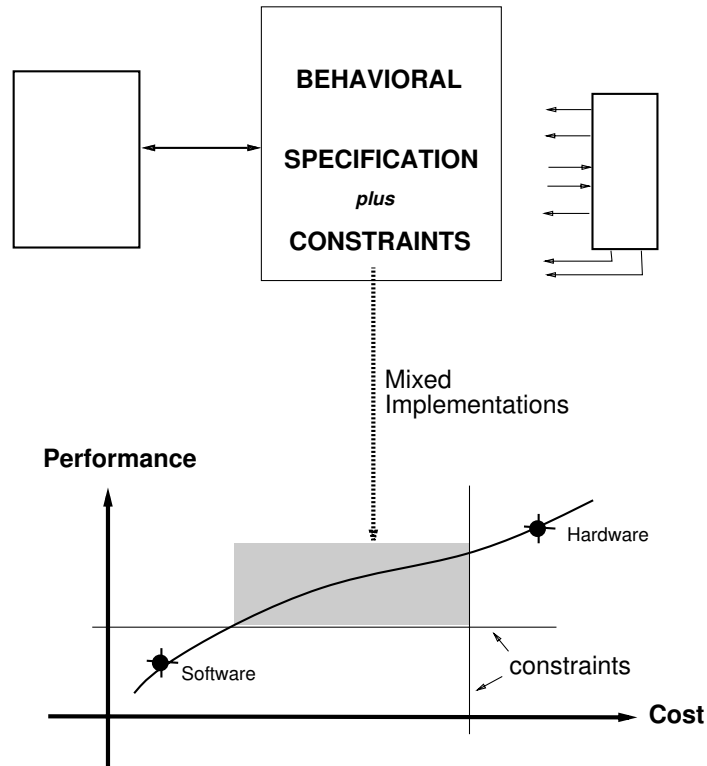 BEHAVIORAL
SPECIFICATION
plus
CONSTRAINTS
Mixed
Implementations
Performance
Hardware
Software
constraints
Cost